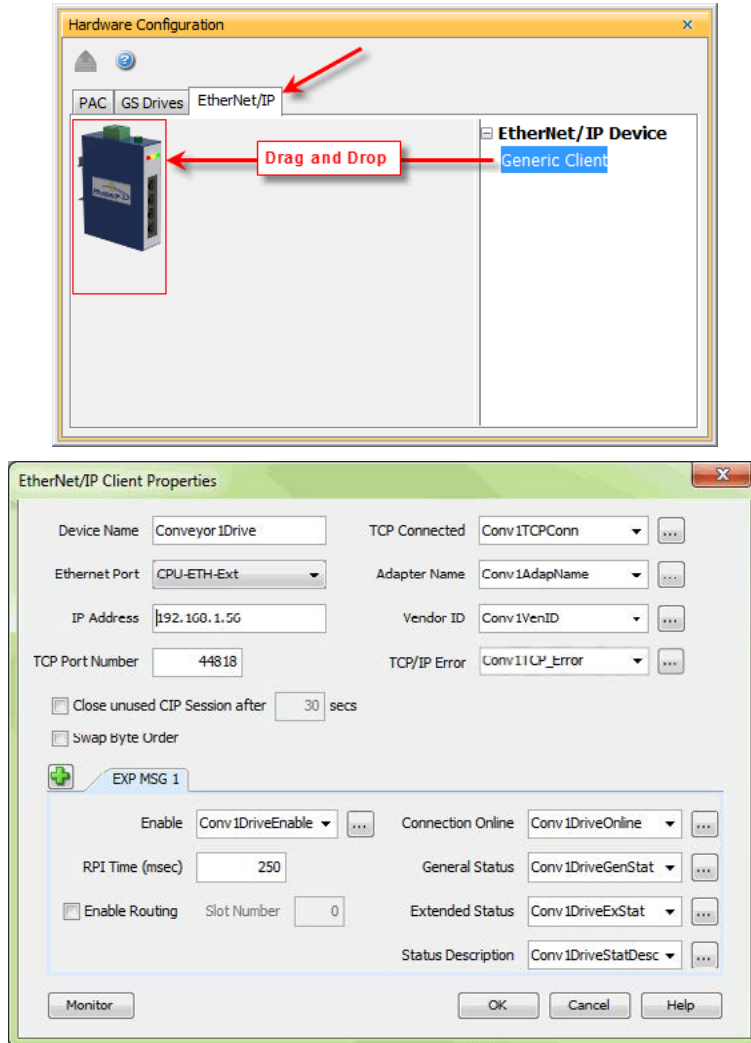 Hardware Configuration
PAC GS Drives EtherNet/IP
EtherNet/IP Device
Drag and Drop
Generic Client
EtherNet/IP Client Properties
Device Name Conveyor1Drive TCP Connected Conv1TCPConn ...
Ethernet Port CPU-ETH-Ext Adapter Name Conv1AdapName ...
IP Address 192.168.1.56 Vendor ID Conv1VenID ...
TCP Port Number 44818 TCP/IP Error Conv1TCP_Error ...
Close unused CIP Session after 30 secs
Swap Byte Order
EXP MSG 1
Enable Conv1DriveEnable ... Connection Online Conv1DriveOnline ...
RPI Time (msec) 250 General Status Conv1DriveGenStat ...
Enable Routing Slot Number 0 Extended Status Conv1DriveExStat ...
Status Description Conv1DriveStatDesc ...
Monitor OK Cancel Help